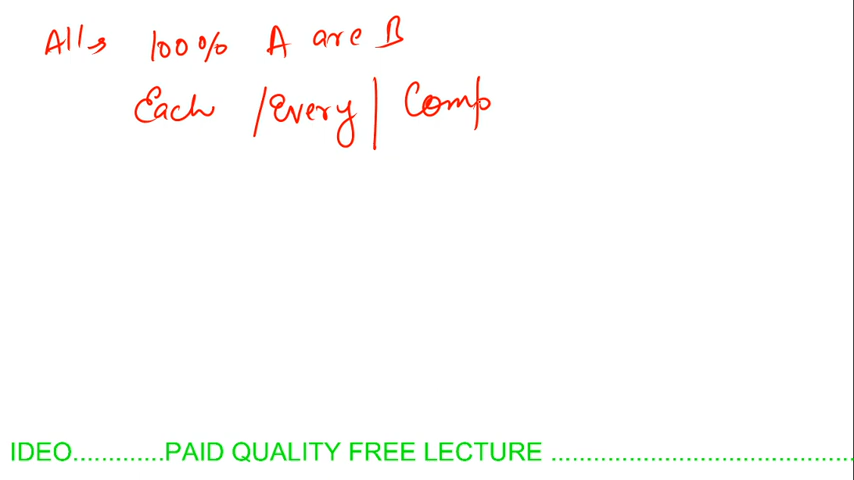 All → 100% A are B
Each / Every | Comp
IDEO.............PAID QUALITY FREE LECTURE ...........................................